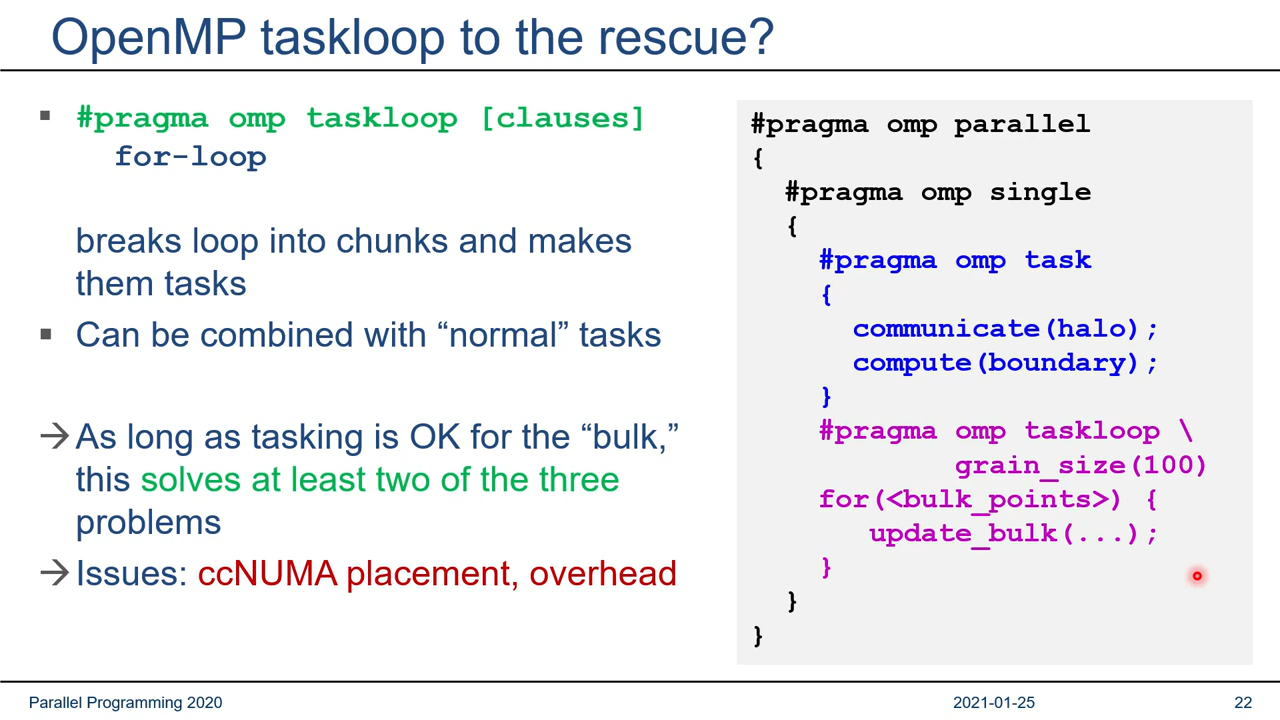 OpenMP taskloop to the rescue?
▪ #pragma omp taskloop [clauses]
for-loop
breaks loop into chunks and makes
them tasks
▪ Can be combined with “normal” tasks
→ As long as tasking is OK for the “bulk,”
this solves at least two of the three
problems
→ Issues: ccNUMA placement, overhead
#pragma omp parallel
{
  #pragma omp single
  {
    #pragma omp task
    {
      communicate(halo);
      compute(boundary);
    }
    #pragma omp taskloop \
            grain_size(100)
    for(<bulk_points>) {
       update_bulk(...);
    }
  }
}
Parallel Programming 2020
2021-01-25
22